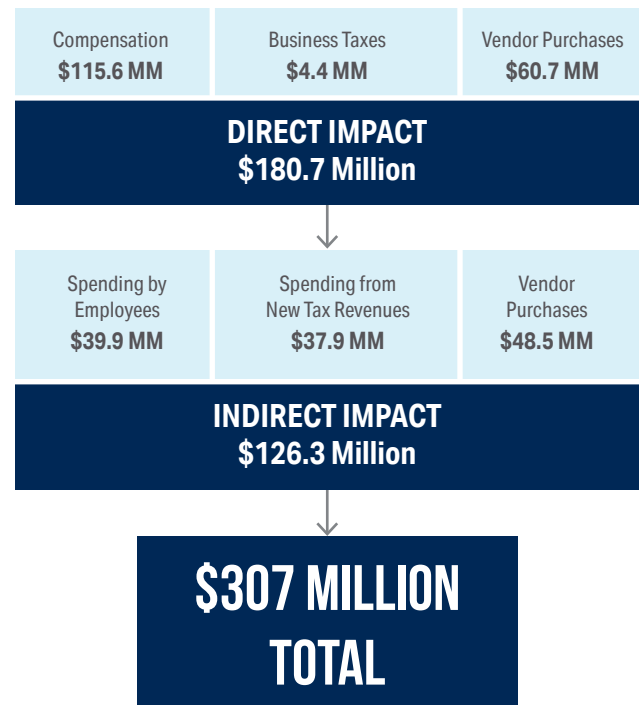 Compensation
$115.6 MM
Business Taxes
$4.4 MM
Vendor Purchases
$60.7 MM
DIRECT IMPACT
$180.7 Million
Spending by
Employees
$39.9 MM
Spending from
New Tax Revenues
$37.9 MM
Vendor
Purchases
$48.5 MM
INDIRECT IMPACT
$126.3 Million
$307 MILLION
TOTAL